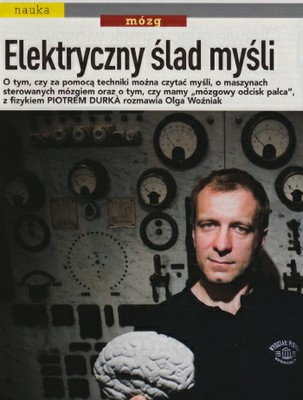 nauka
mózg
Elektryczny ślad myśli
O tym, czy za pomocą techniki można czytać myśli, o maszynach
sterowanych mózgiem oraz o tym, czy mamy „mózgowy odcisk palca”,
z fizykiem PIOTREM DURKĄ rozmawia Olga Woźniak
WYDZIAŁ